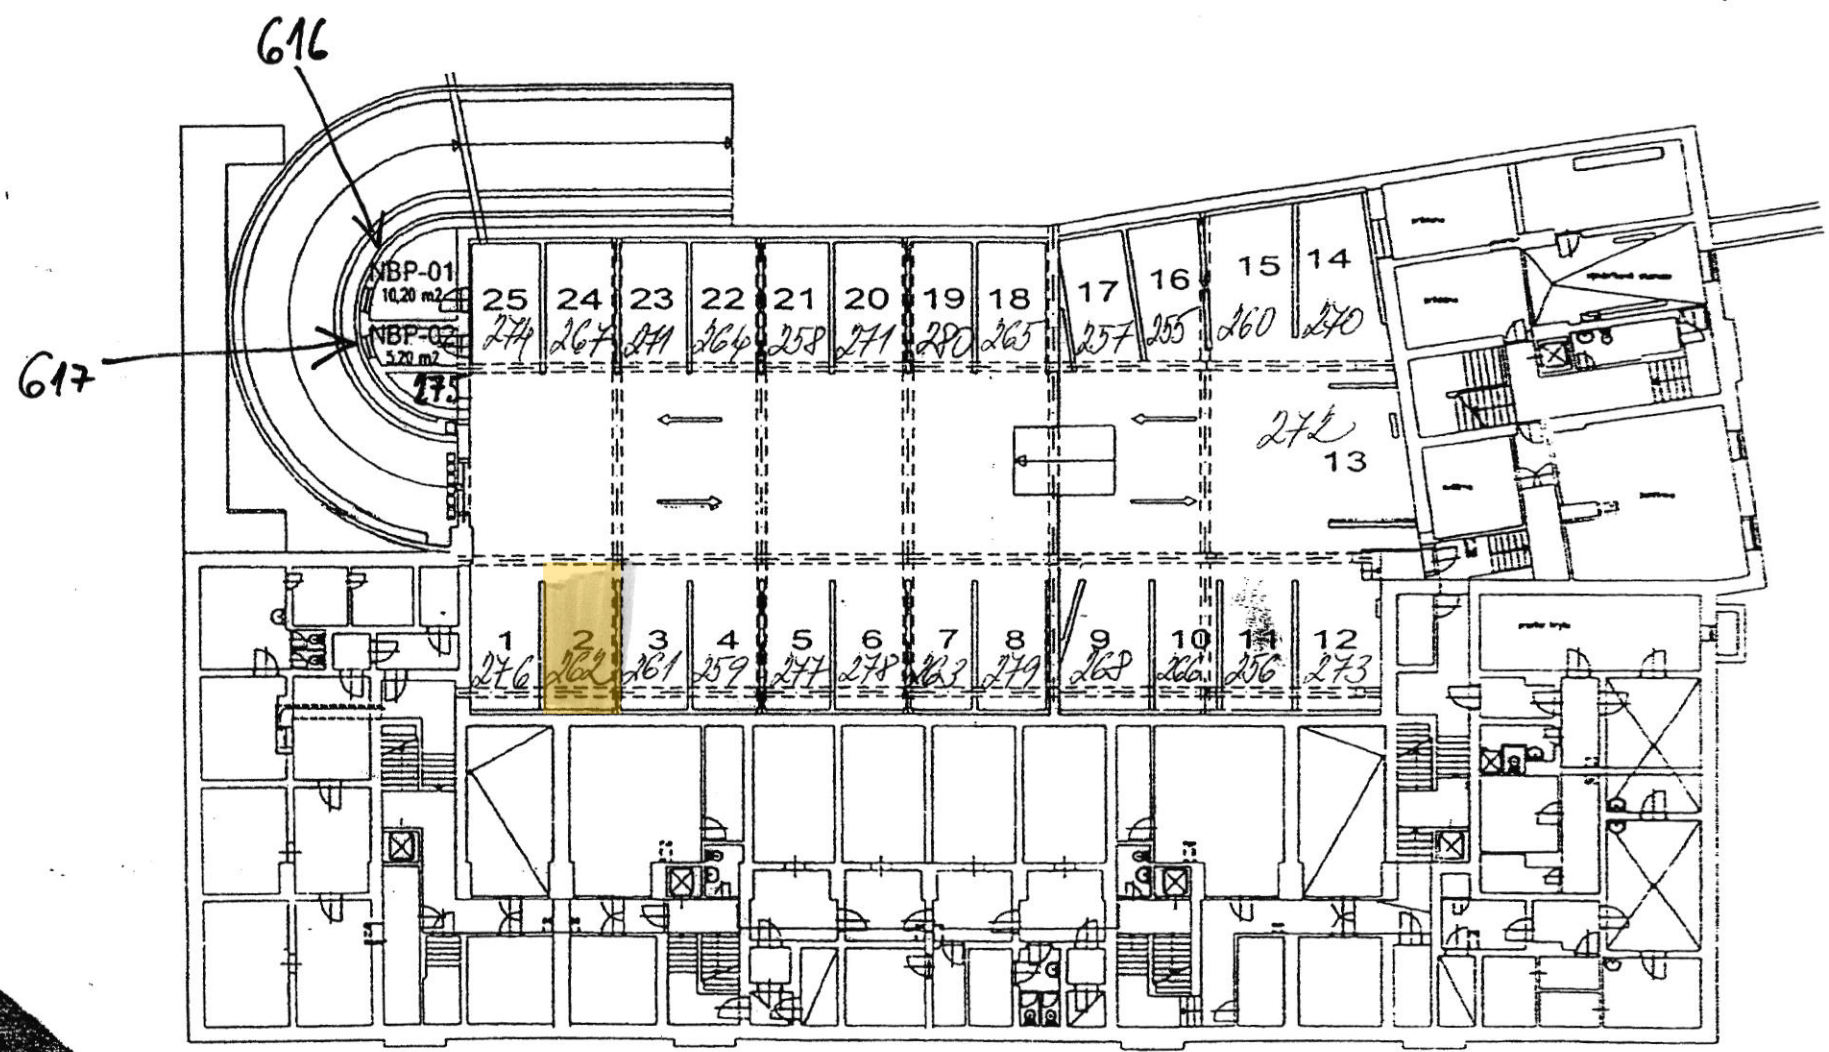 616
NBP-01
10,20 m2
NBP-02
5,20 m2
617
275
25 24 23 22 21 20 19 18 17 16 15 14
274 267 271 264 258 271 280 265 257 255 260 270
272
13
1 2 3 4 5 6 7 8 9 10 11 12
276 262 261 259 277 278 263 279 268 266 256 273
prostor krytu